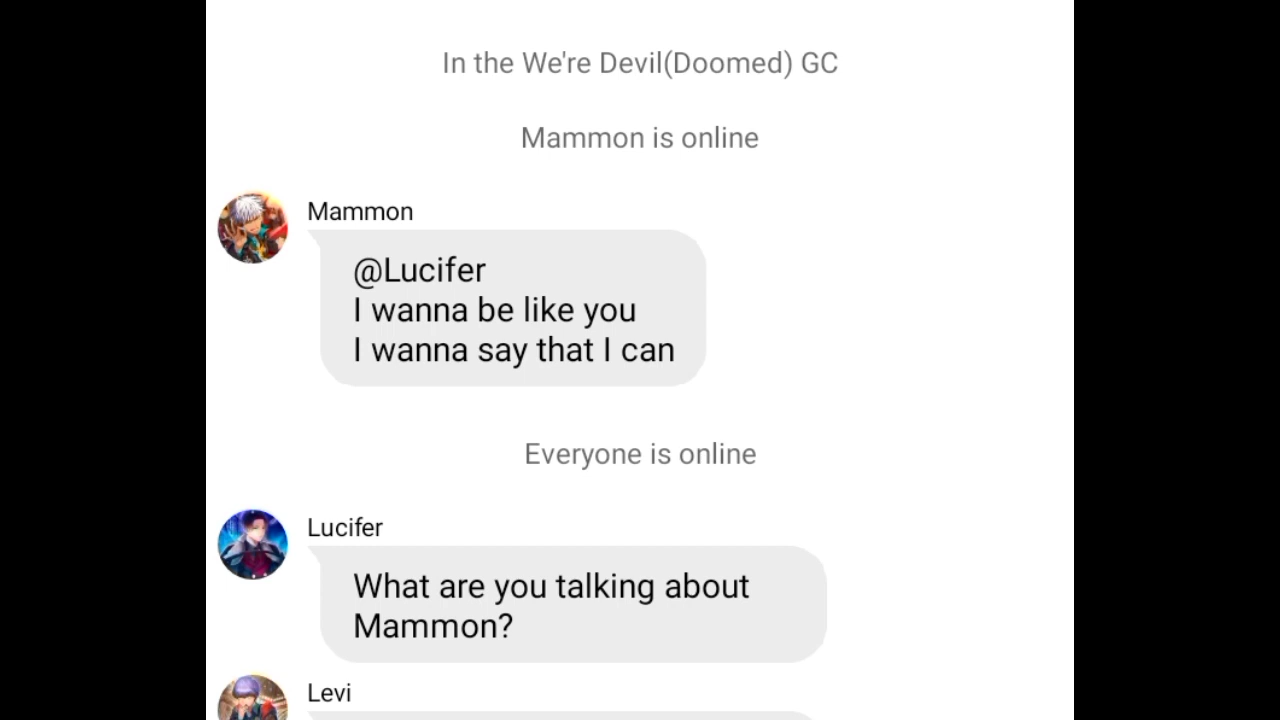 In the We're Devil(Doomed) GC
Mammon is online
Mammon
@Lucifer
I wanna be like you
I wanna say that I can
Everyone is online
Lucifer
What are you talking about
Mammon?
Levi